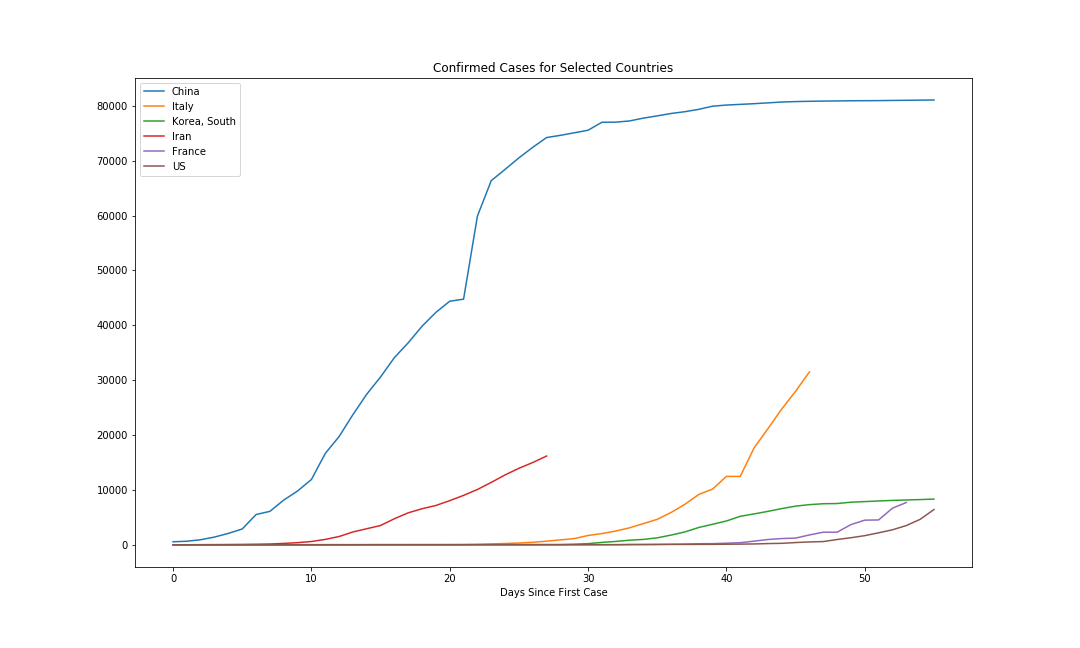 Confirmed Cases for Selected Countries
China
Italy
Korea, South
Iran
France
US
80000
70000
60000
50000
40000
30000
20000
10000
0
0 10 20 30 40 50
Days Since First Case